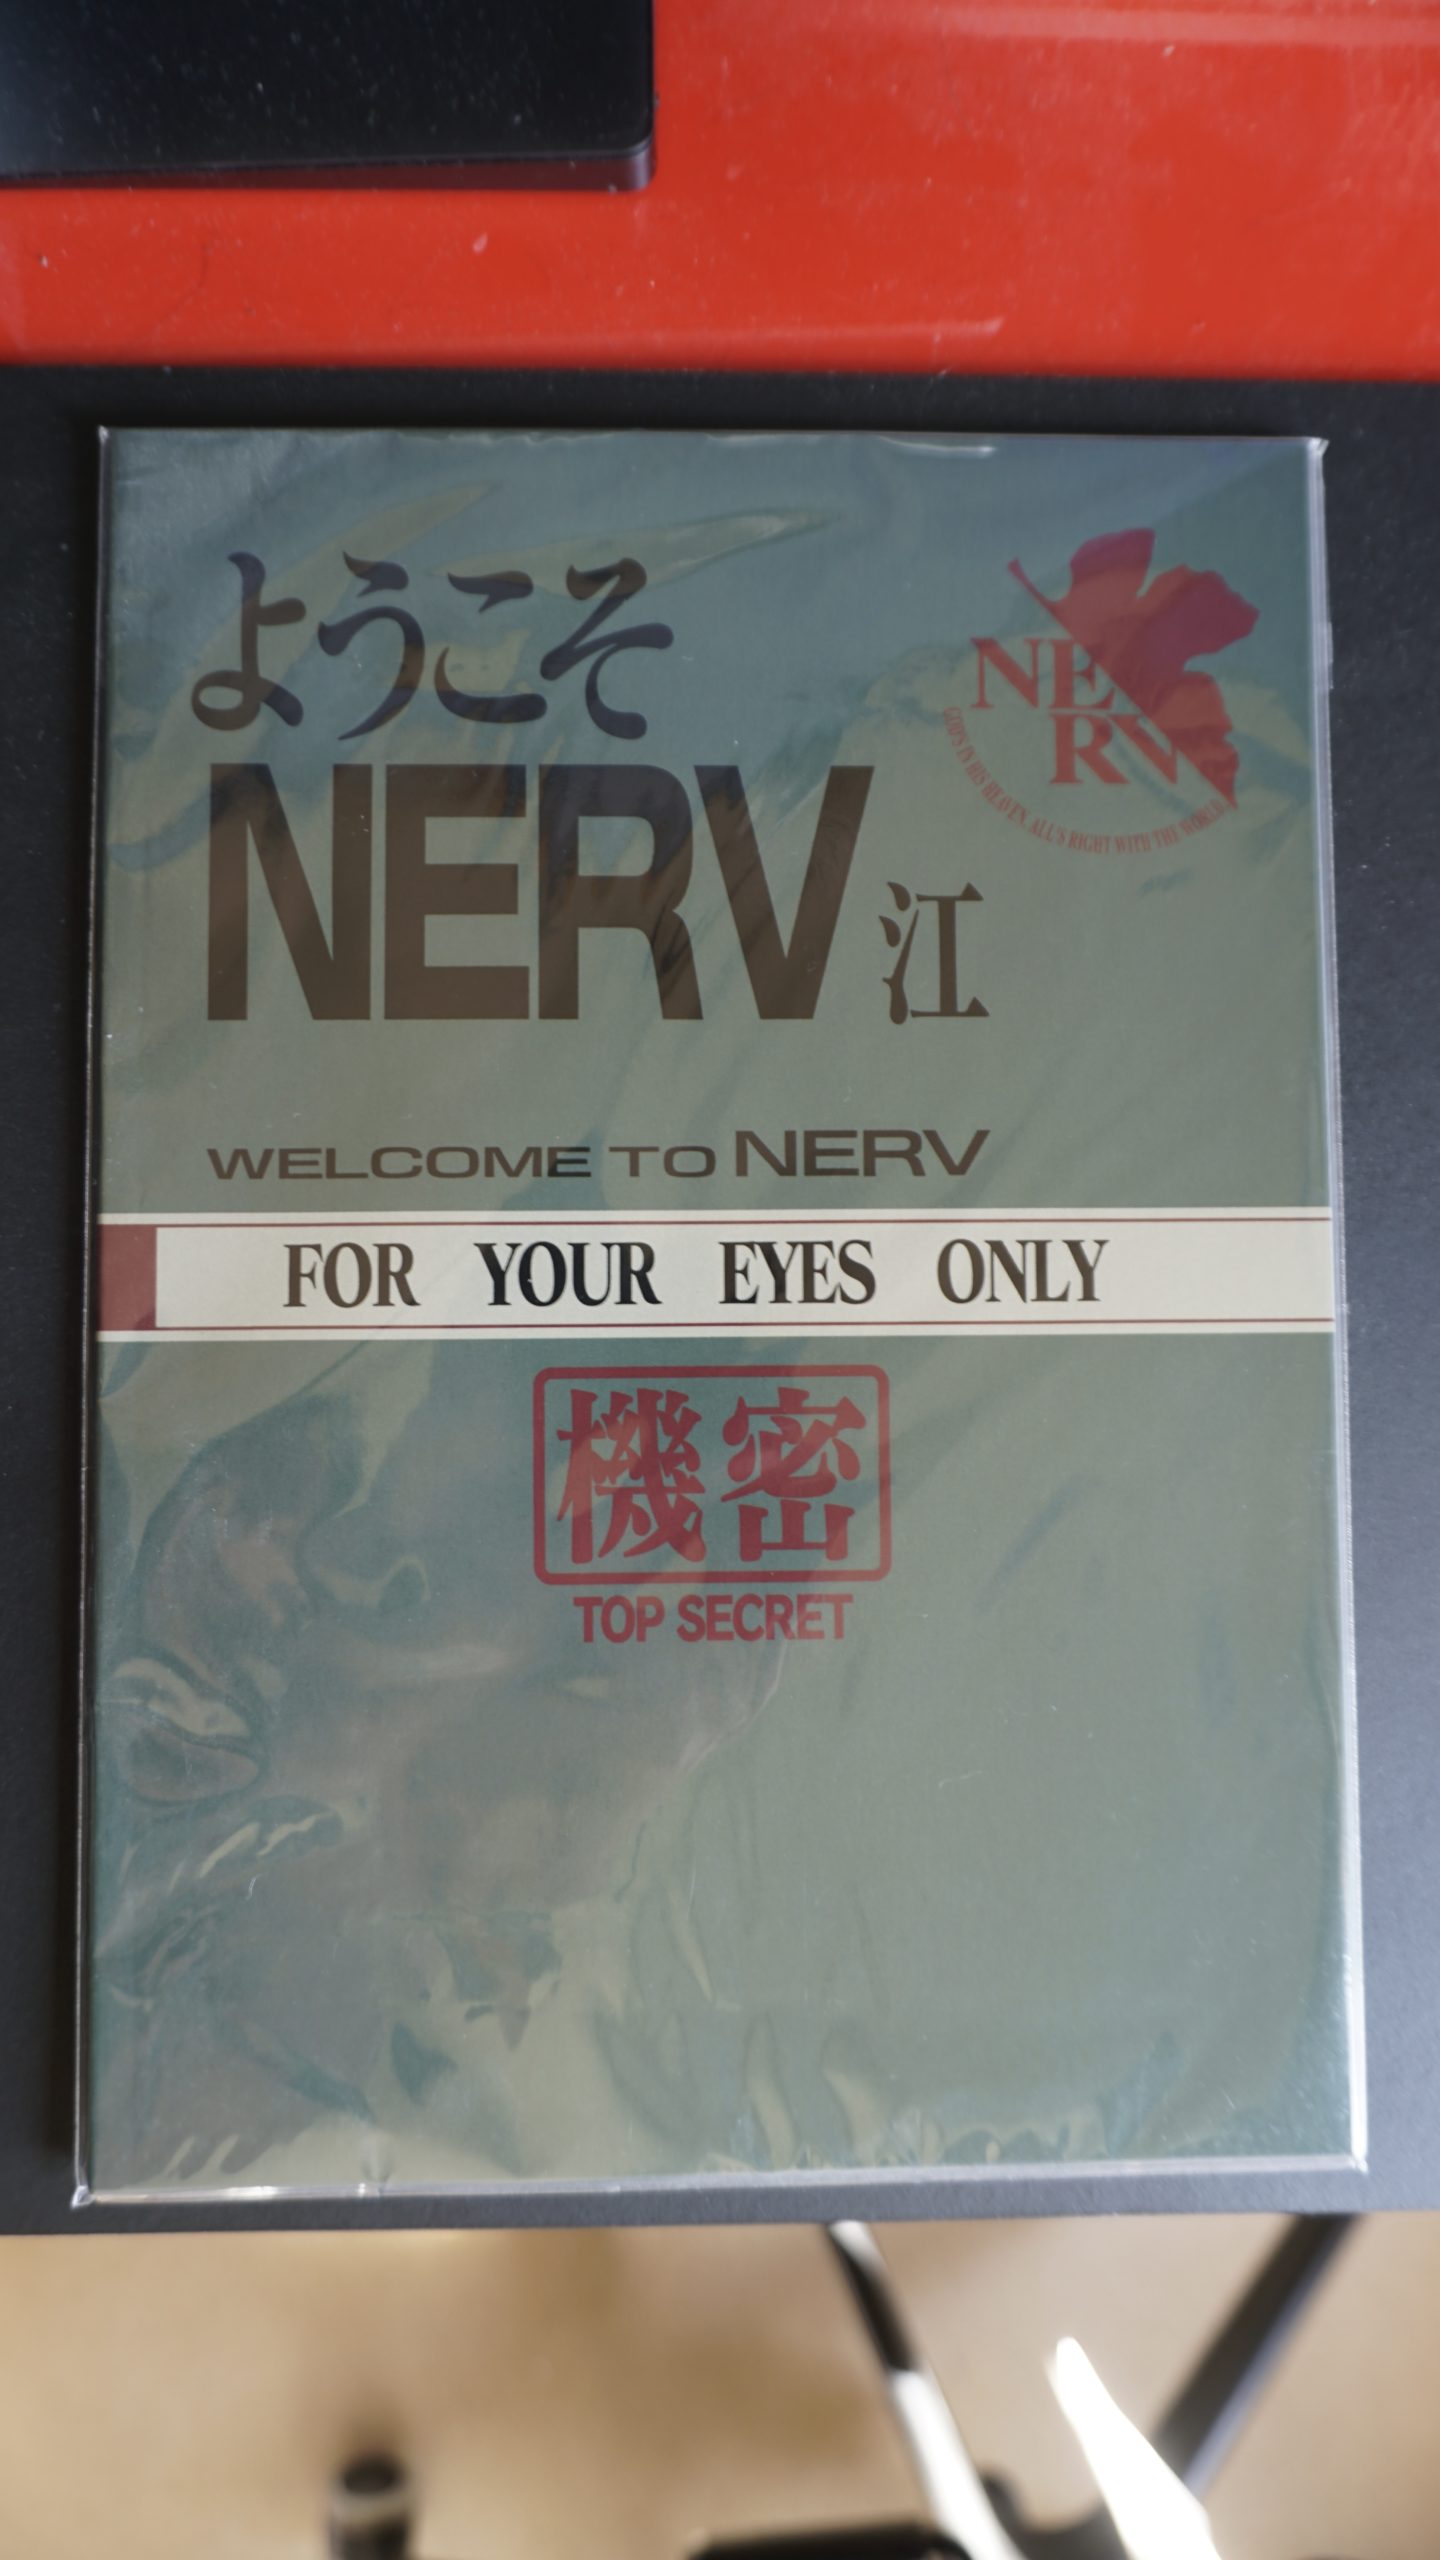 ようこそ
NERV江
NERV
GOD'S IN HIS HEAVEN. ALL'S RIGHT WITH THE WORLD.
WELCOME TO NERV
FOR YOUR EYES ONLY
機密
TOP SECRET